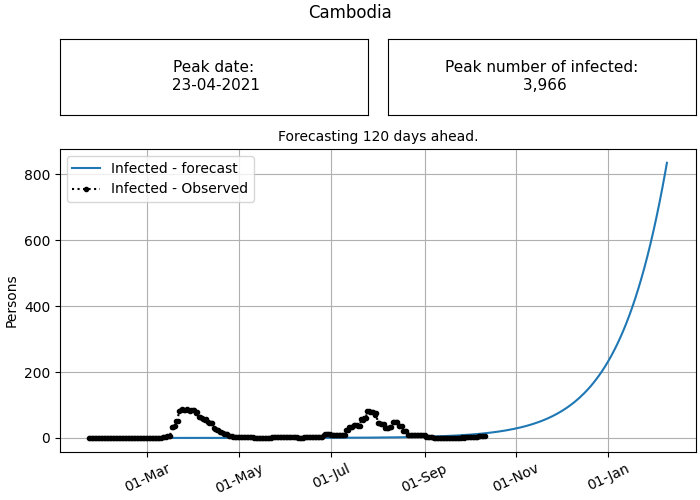 Cambodia
Peak date:
23-04-2021
Peak number of infected:
3,966
Forecasting 120 days ahead.
Infected - forecast
Infected - Observed
Persons
800
600
400
200
0
01-Mar
01-May
01-Jul
01-Sep
01-Nov
01-Jan